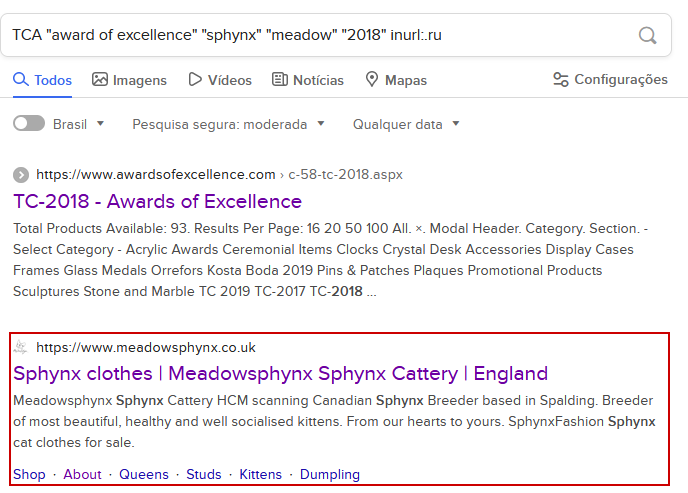 TCA "award of excellence" "sphynx" "meadow" "2018" inurl:.ru
Todos Imagens Vídeos Notícias Mapas Configurações
Brasil Pesquisa segura: moderada Qualquer data
https://www.awardsofexcellence.com › c-58-tc-2018.aspx
TC-2018 - Awards of Excellence
Total Products Available: 93. Results Per Page: 16 20 50 100 All. ×. Modal Header. Category. Section. -
Select Category - Acrylic Awards Ceremonial Items Clocks Crystal Desk Accessories Display Cases
Frames Glass Medals Orrefors Kosta Boda 2019 Pins & Patches Plaques Promotional Products
Sculptures Stone and Marble TC 2019 TC-2017 TC-2018 ...
https://www.meadowsphynx.co.uk
Sphynx clothes | Meadowsphynx Sphynx Cattery | England
Meadowsphynx Sphynx Cattery HCM scanning Canadian Sphynx Breeder based in Spalding. Breeder
of most beautiful, healthy and well socialised kittens. From our hearts to yours. SphynxFashion Sphynx
cat clothes for sale.
Shop · About · Queens · Studs · Kittens · Dumpling